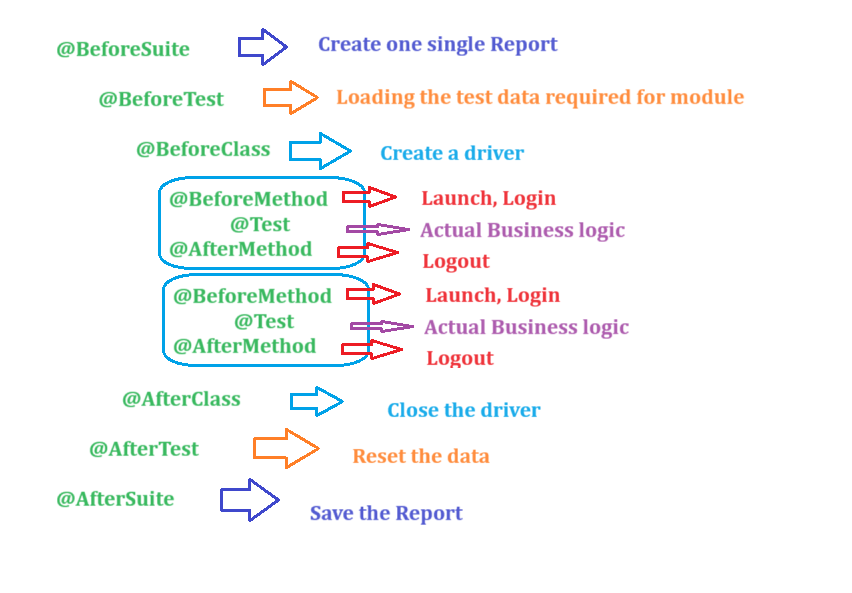 @BeforeSuite Create one single Report
@BeforeTest Loading the test data required for module
@BeforeClass Create a driver
@BeforeMethod Launch, Login
@Test Actual Business logic
@AfterMethod Logout
@BeforeMethod Launch, Login
@Test Actual Business logic
@AfterMethod Logout
@AfterClass Close the driver
@AfterTest Reset the data
@AfterSuite Save the Report